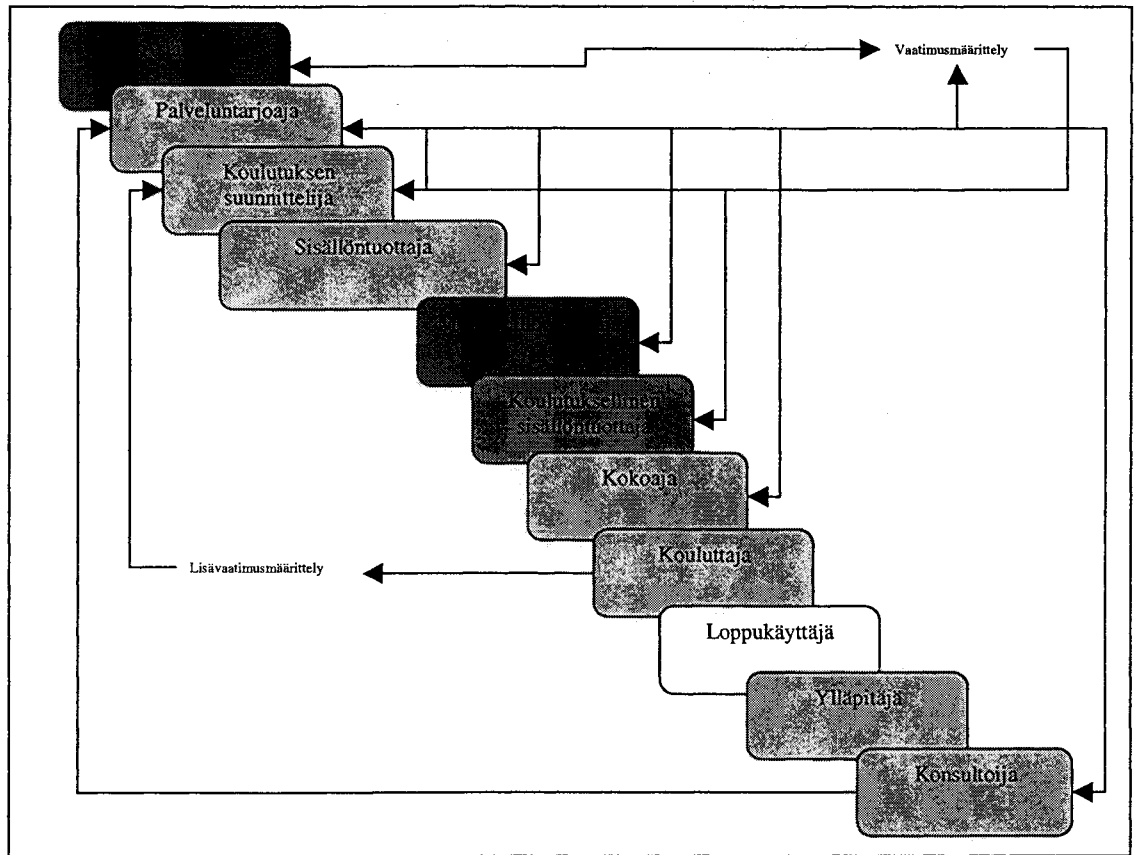 Vaatimusmäärittely
Palveluntarjoaja
Koulutuksen
suunnittelija
Sisällöntuottaja
Koulutuksellinen
sisällöntuottaja
Kokoaja
Kouluttaja
Lisävaatimusmäärittely
Loppukäyttäjä
Ylläpitäjä
Konsultoija